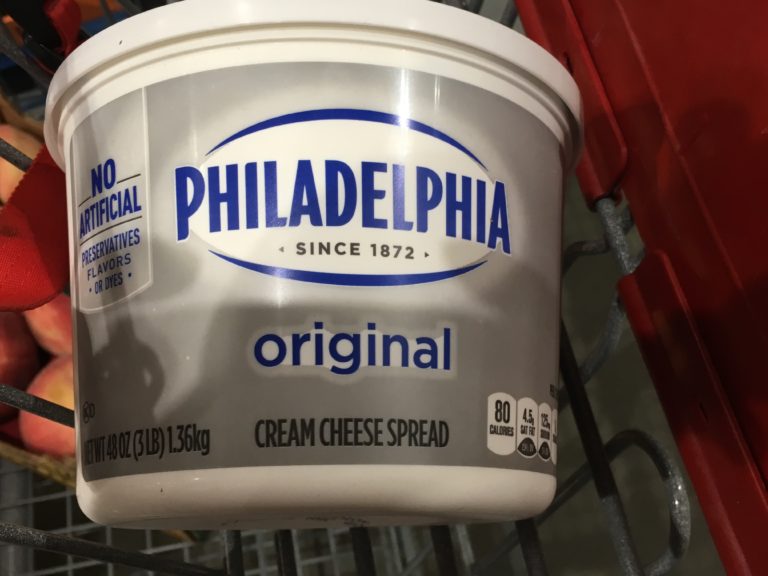 NO
ARTIFICIAL
PRESERVATIVES
FLAVORS
• OR DYES •
PHILADELPHIA
SINCE 1872
original
CREAM CHEESE SPREAD
NET WT 48 OZ (3 LB) 1.36kg
80
CALORIES
4.5g
SAT FAT